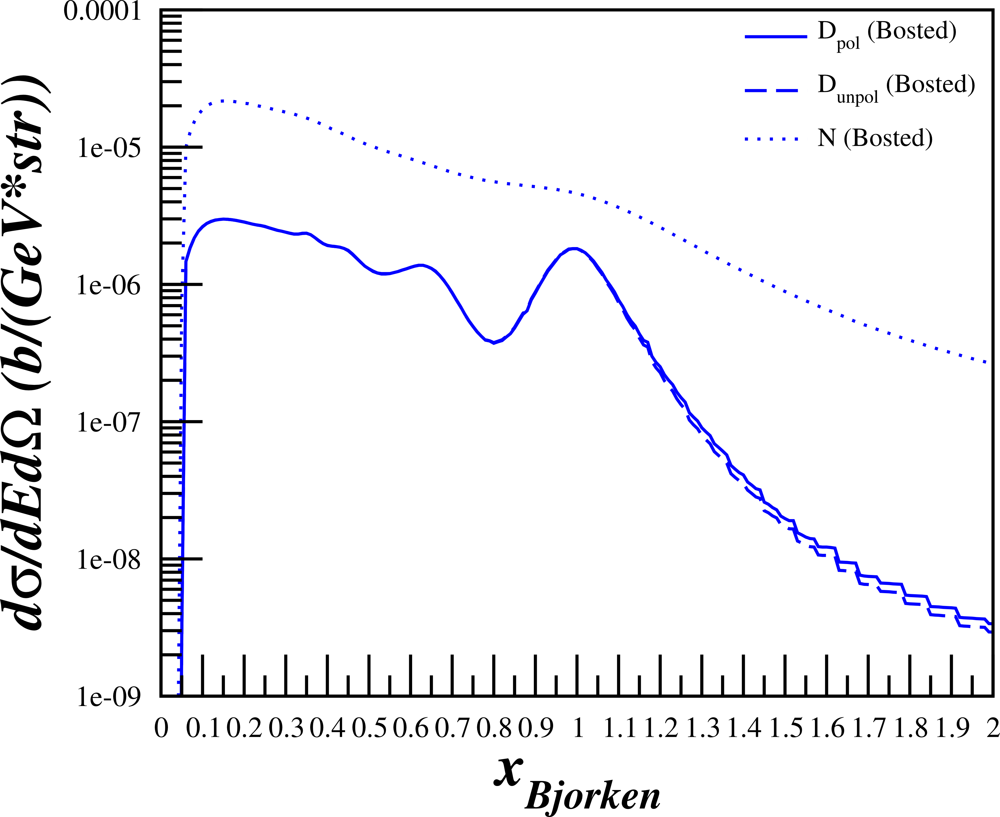 0.0001
1e-05
1e-06
1e-07
1e-08
1e-09
dσ/dEdΩ (b/(GeV*str))
D pol (Bosted)
D unpol (Bosted)
N (Bosted)
0 0.1 0.2 0.3 0.4 0.5 0.6 0.7 0.8 0.9 1 1.1 1.2 1.3 1.4 1.5 1.6 1.7 1.8 1.9 2
x Bjorken